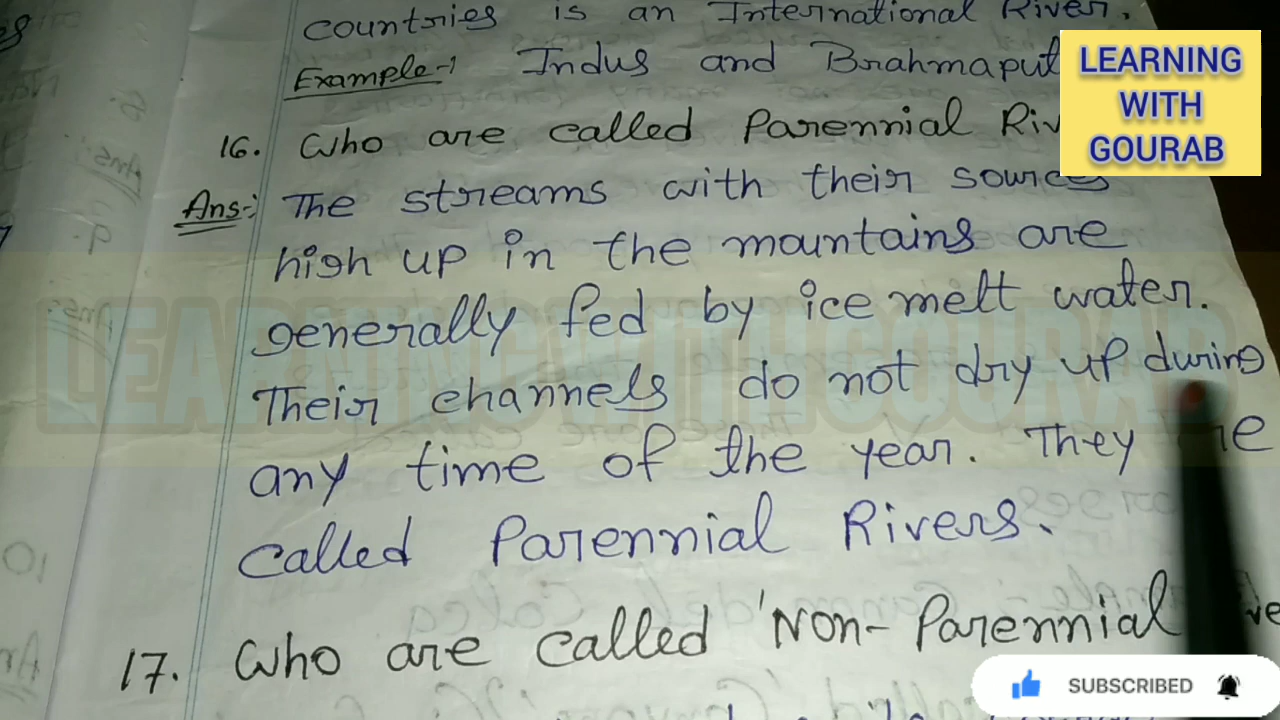 countries is an International River.
Example-1 Indus and Brahmaput
LEARNING
WITH
GOURAB
16. Who are called Parennial Riv
Ans:- The streams with their sources
high up in the mountains are
generally fed by ice melt water.
Their channels do not dry up during
any time of the year. They
called Parennial Rivers.
17. Who are called 'Non-Parennial
SUBSCRIBED
LEARNING WITH GOURAB